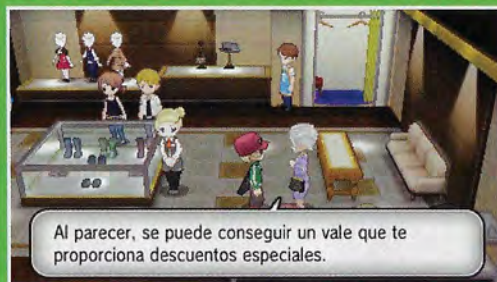 Al parecer, se puede conseguir un vale que te
proporciona descuentos especiales.